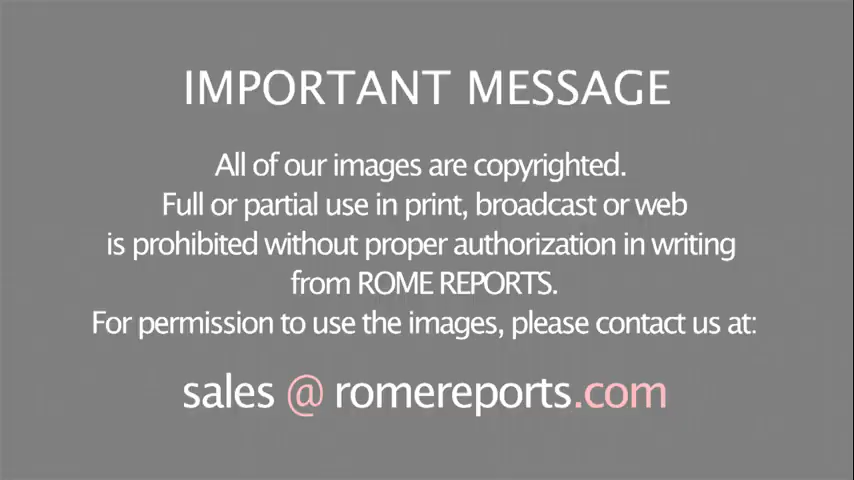 IMPORTANT MESSAGE
All of our images are copyrighted.
Full or partial use in print, broadcast or web
is prohibited without proper authorization in writing
from ROME REPORTS.
For permission to use the images, please contact us at:
sales @ romereports.com